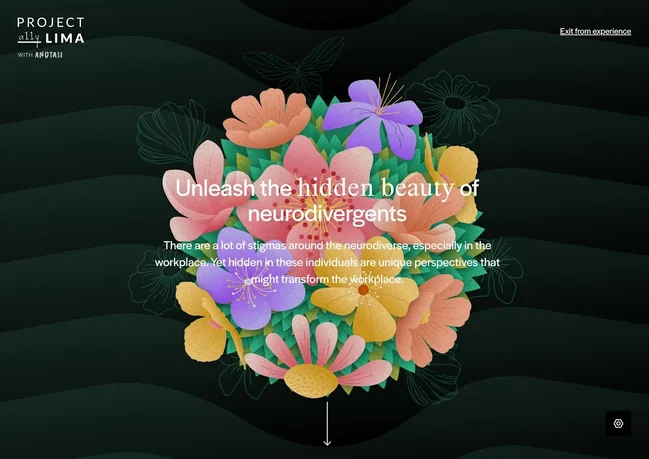 PROJECT
ally LIMA
WITH ANOTASI
Exit from experience
Unleash the hidden beauty of
neurodivergents
There are a lot of stigmas around the neurodiverse, especially in the
workplace. Yet hidden in these individuals are unique perspectives that
might transform the workplace.